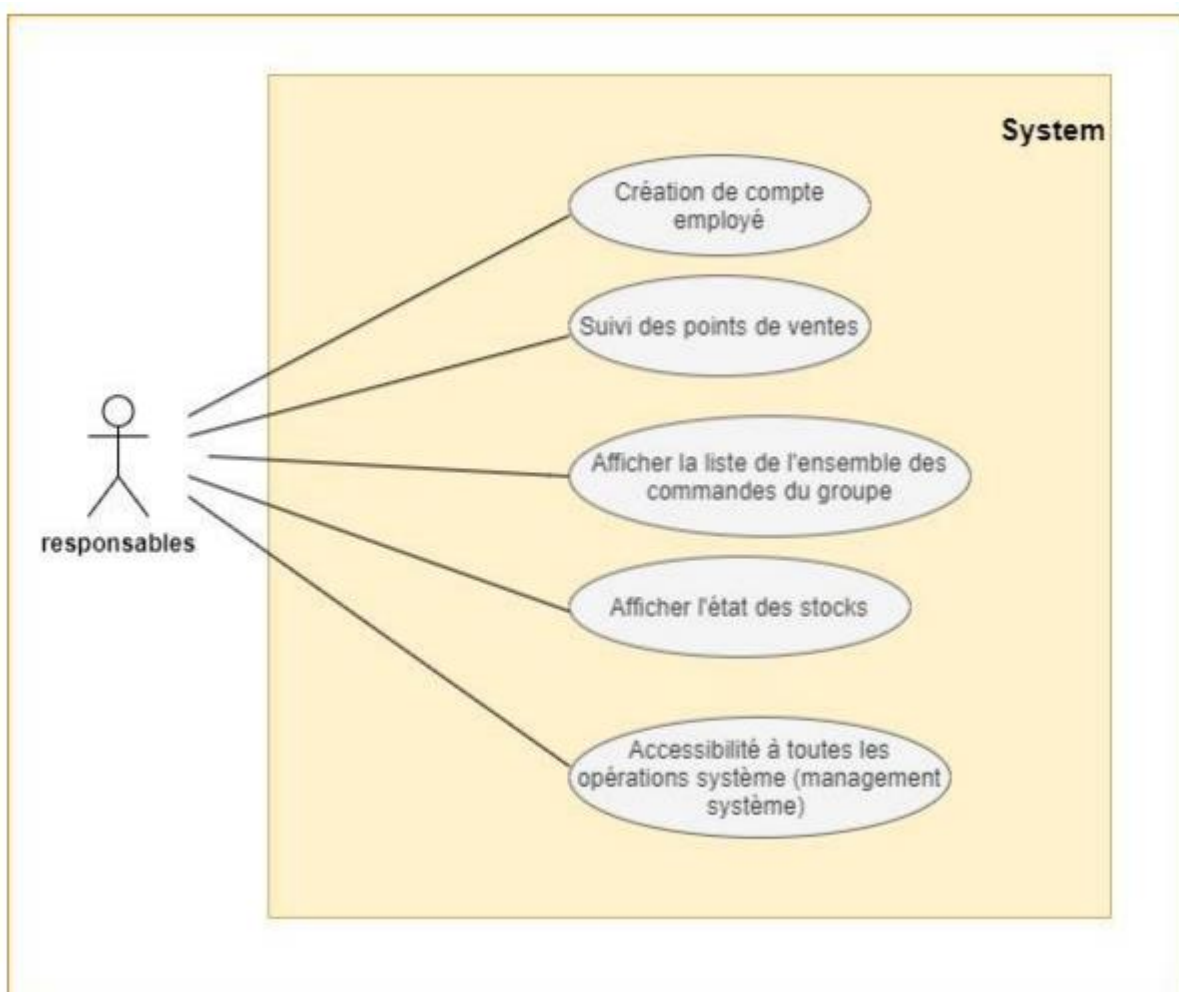 System
Création de compte
employé
Suivi des points de ventes
Afficher la liste de l'ensemble des
commandes du groupe
responsables
Afficher l'état des stocks
Accessibilité à toutes les
opérations système (management
système)